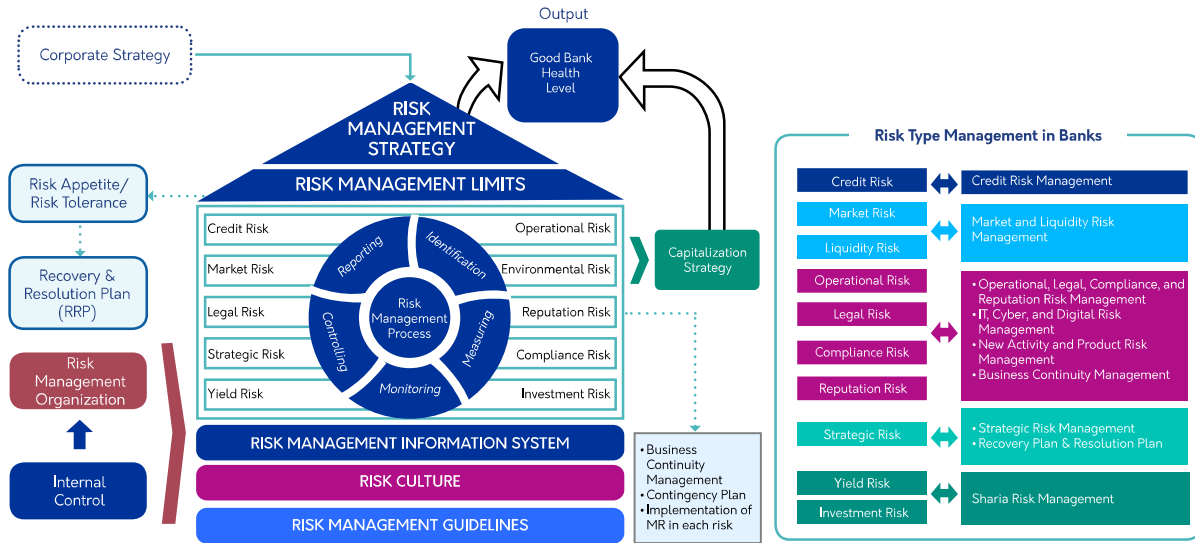 Output
Corporate Strategy
Good Bank
Health
Level
RISK
MANAGEMENT
STRATEGY
RISK MANAGEMENT LIMITS
Risk Appetite/
Risk Tolerance
Recovery &
Resolution Plan
(RRP)
Risk
Management
Organization
Internal
Control
Credit Risk
Market Risk
Legal Risk
Strategic Risk
Yield Risk
Reporting
Identification
Measuring
Monitoring
Controlling
Risk
Management
Process
Operational Risk
Environmental Risk
Reputation Risk
Compliance Risk
Investment Risk
Capitalization
Strategy
RISK MANAGEMENT INFORMATION SYSTEM
RISK CULTURE
RISK MANAGEMENT GUIDELINES
• Business
Continuity
Management
• Contingency Plan
• Implementation of
MR in each risk
Risk Type Management in Banks
Credit Risk
Credit Risk Management
Market Risk
Liquidity Risk
Market and Liquidity Risk
Management
Operational Risk
Legal Risk
Compliance Risk
Reputation Risk
• Operational, Legal, Compliance, and
Reputation Risk Management
• IT, Cyber, and Digital Risk
Management
• New Activity and Product Risk
Management
• Business Continuity Management
Strategic Risk
• Strategic Risk Management
• Recovery Plan & Resolution Plan
Yield Risk
Investment Risk
Sharia Risk Management